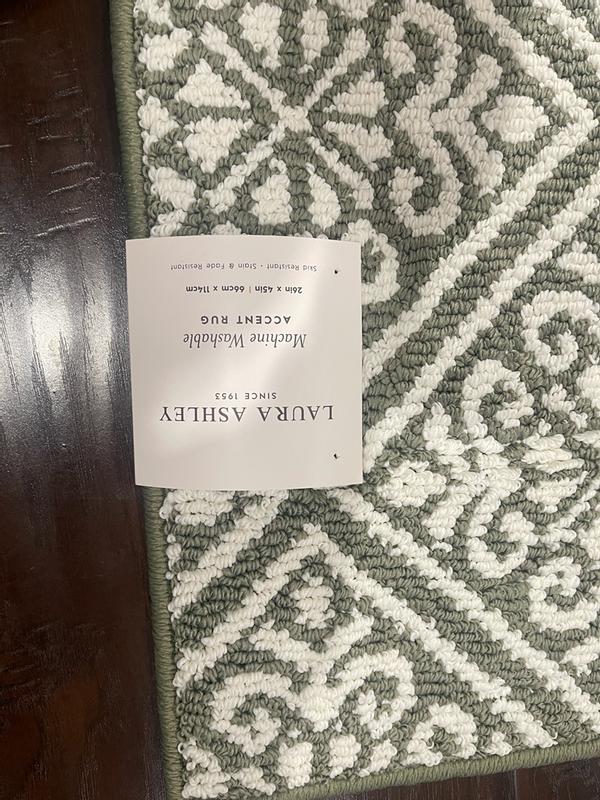 LAURA ASHLEY
SINCE 1953
Machine Washable
ACCENT RUG
26in x 45in | 66cm x 114cm
Skid Resistant • Stain & Fade Resistant